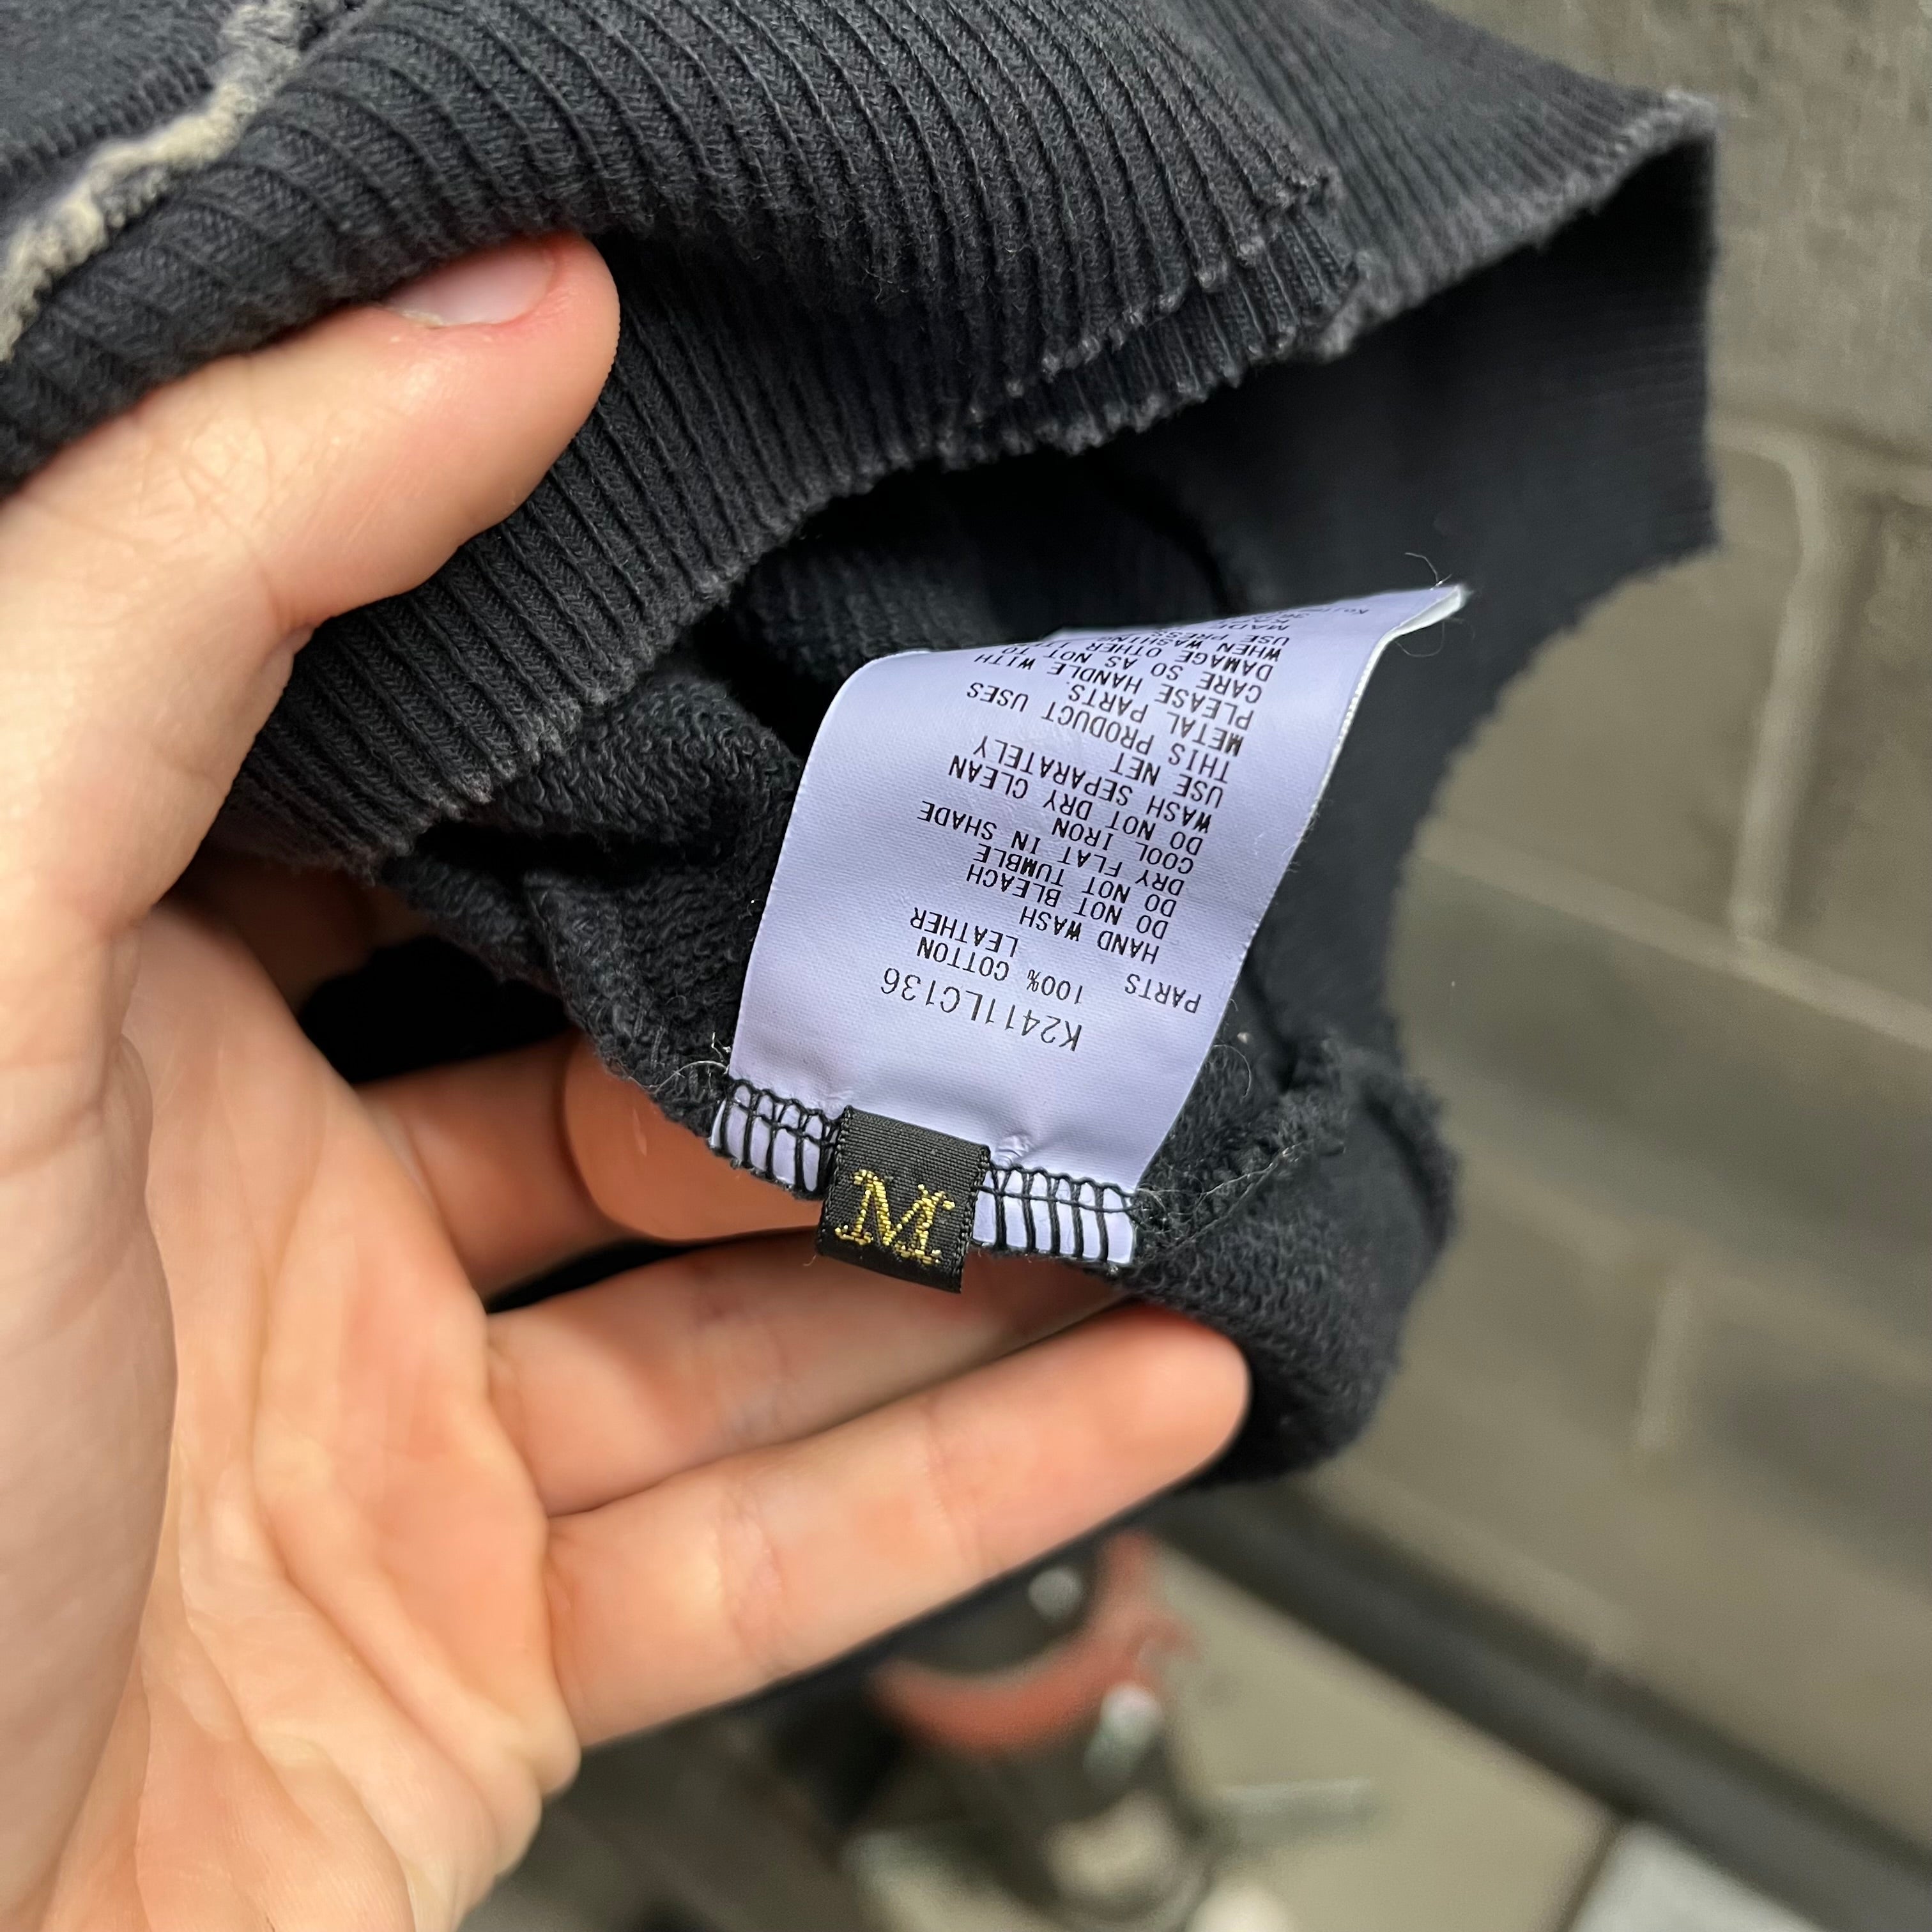 K2411LC136
100% COTTON
PARTS LEATHER
HAND WASH
DO NOT BLEACH
DO NOT TUMBLE
DRY FLAT IN SHADE
COOL IRON
DO NOT DRY CLEAN
WASH SEPARATELY
USE NET
THIS PRODUCT USES
METAL PARTS.
PLEASE HANDLE WITH
CARE SO AS NOT TO
DAMAGE OTHER
WHEN WASHING
USE PRESS
MADE
M